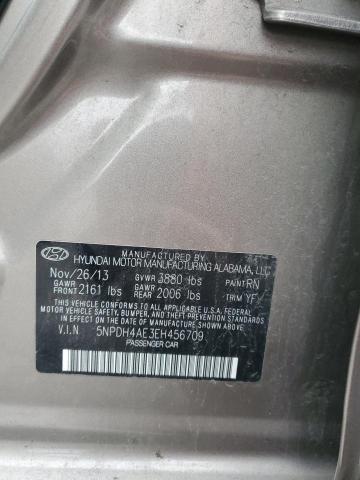 MANUFACTURED BY
HYUNDAI MOTOR MANUFACTURING ALABAMA, LLC
Nov/26/13 GVWR 3880 lbs PAINT RN
GAWR FRONT 2161 lbs GAWR REAR 2006 lbs TRIM YF
THIS VEHICLE CONFORMS TO ALL APPLICABLE U.S.A. FEDERAL
MOTOR VEHICLE SAFETY, BUMPER, AND THEFT PREVENTION STANDARDS
IN EFFECT ON THE DATE OF MANUFACTURE SHOWN ABOVE.
V.I.N 5NPDH4AE3EH456709
PASSENGER CAR